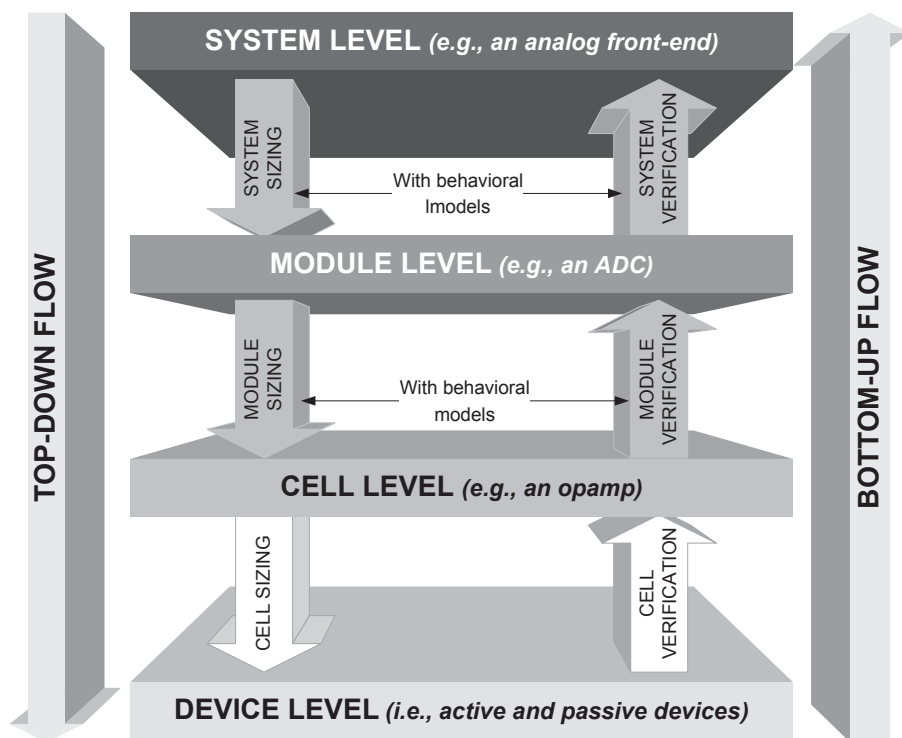 SYSTEM LEVEL (e.g., an analog front-end)
SYSTEM
SIZING
With behavioral
lmodels
SYSTEM
VERIFICATION
MODULE LEVEL (e.g., an ADC)
MODULE
SIZING
With behavioral
models
MODULE
VERIFICATION
CELL LEVEL (e.g., an opamp)
CELL SIZING
CELL
VERIFICATION
DEVICE LEVEL (i.e., active and passive devices)
TOP-DOWN FLOW
BOTTOM-UP FLOW